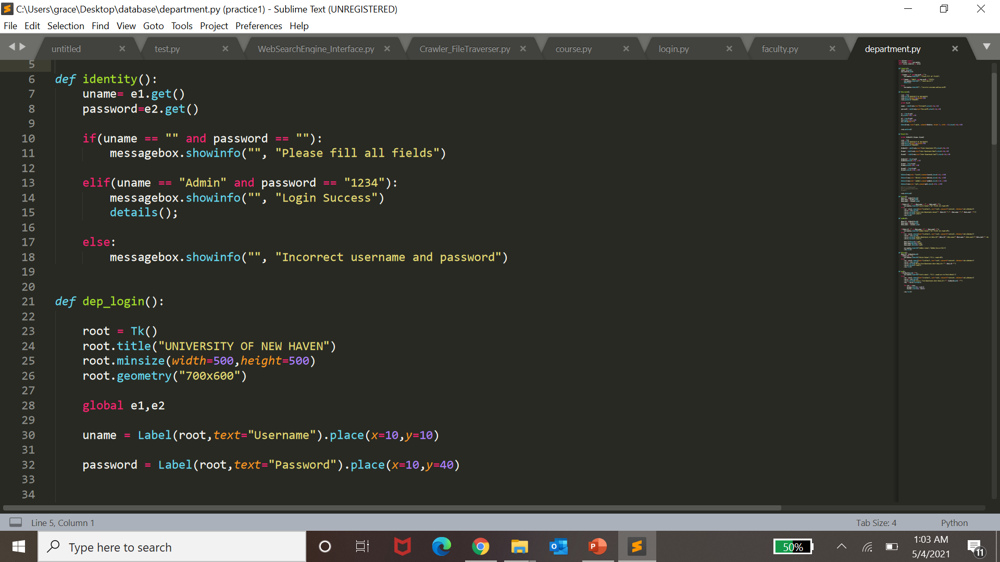 C:\Users\grace\Desktop\database\department.py (practice1) - Sublime Text (UNREGISTERED)
File Edit Selection Find View Goto Tools Project Preferences Help
untitled test.py WebSearchEngine_Interface.py Crawler_FileTraverser.py course.py login.py faculty.py department.py
5
6 def identity():
7     uname= e1.get()
8     password=e2.get()
9
10     if(uname == "" and password == ""):
11         messagebox.showinfo("", "Please fill all fields")
12
13     elif(uname == "Admin" and password == "1234"):
14         messagebox.showinfo("", "Login Success")
15         details();
16
17     else:
18         messagebox.showinfo("", "Incorrect username and password")
19
20
21 def dep_login():
22
23     root = Tk()
24     root.title("UNIVERSITY OF NEW HAVEN")
25     root.minsize(width=500,height=500)
26     root.geometry("700x600")
27
28     global e1,e2
29
30     uname = Label(root,text="Username").place(x=10,y=10)
31
32     password = Label(root,text="Password").place(x=10,y=40)
33
34
Line 5, Column 1 Tab Size: 4 Python
Type here to search
50%
1:03 AM
5/4/2021
11